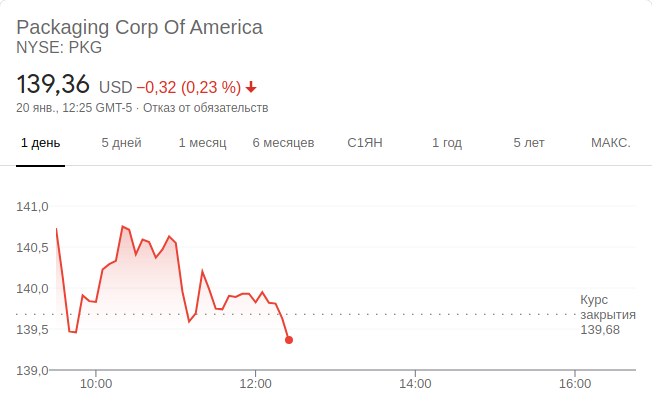 Packaging Corp Of America
NYSE: PKG
139,36 USD −0,32 (0,23 %)
20 янв., 12:25 GMT-5 · Отказ от обязательств
1 день 5 дней 1 месяц 6 месяцев С1ЯН 1 год 5 лет МАКС.
141,0
140,5
140,0
139,5
139,0
Курс
закрытия
139,68
10:00 12:00 14:00 16:00